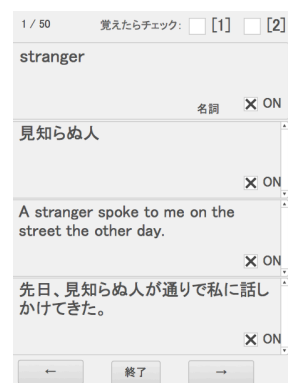 1 / 50 覚えたらチェック: [1] [2]
stranger
名詞 ON
見知らぬ人
ON
A stranger spoke to me on the
street the other day.
ON
先日、見知らぬ人が通りで私に話し
かけてきた。
ON
← 終了 →